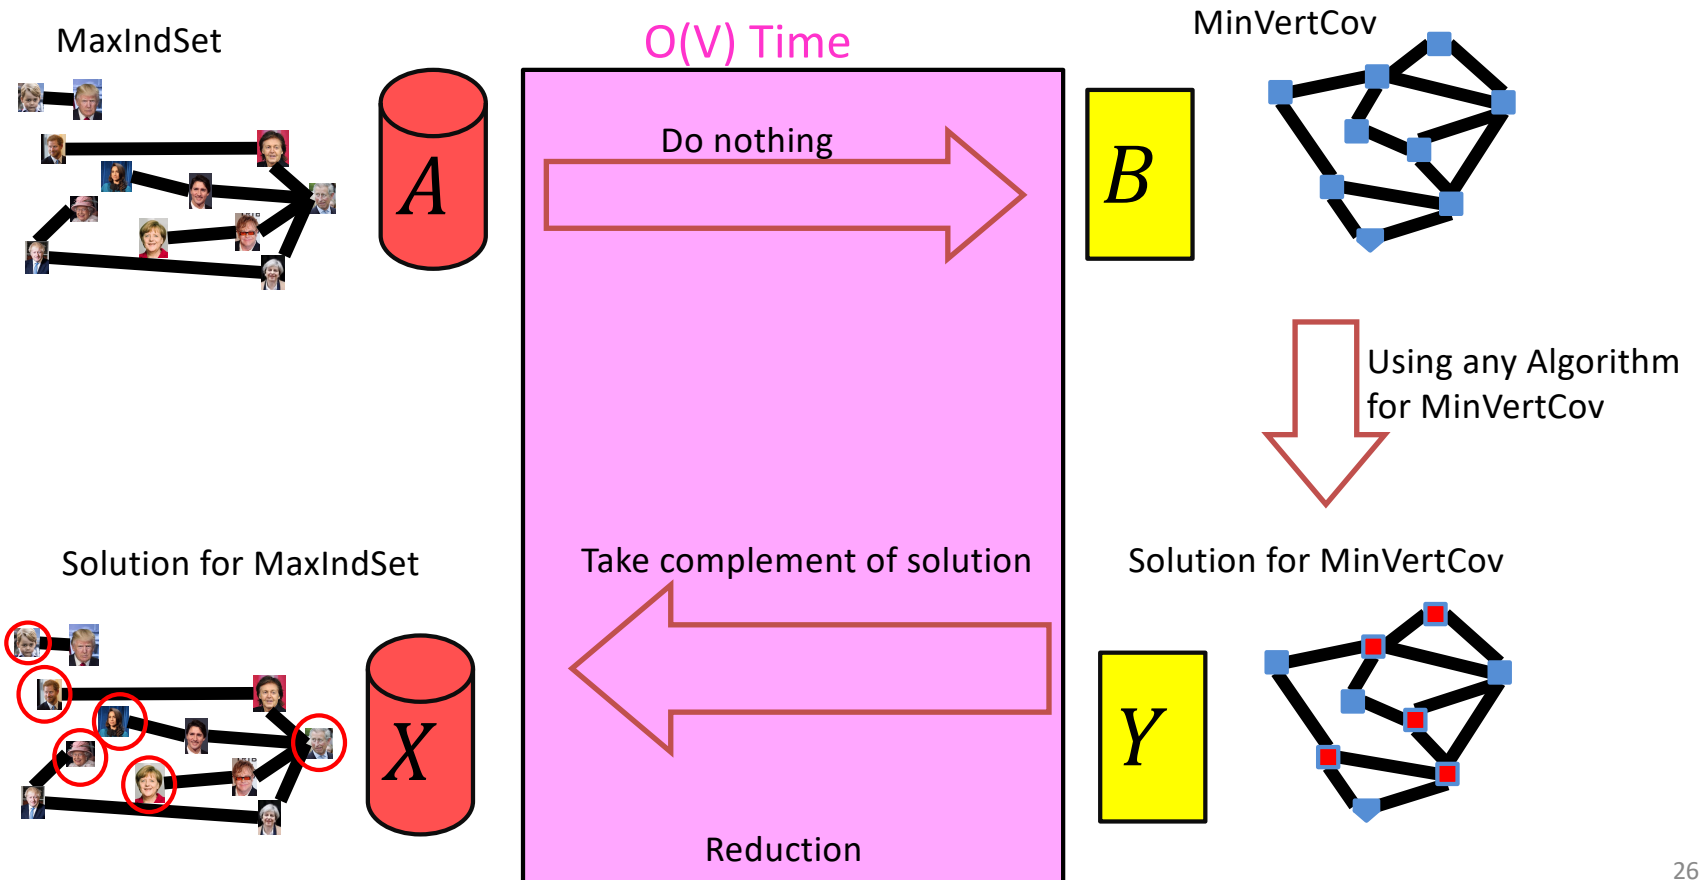 MaxIndSet
O(V) Time
MinVertCov
Do nothing
A
B
Using any Algorithm
for MinVertCov
Solution for MaxIndSet
Take complement of solution
Solution for MinVertCov
X
Y
Reduction
26